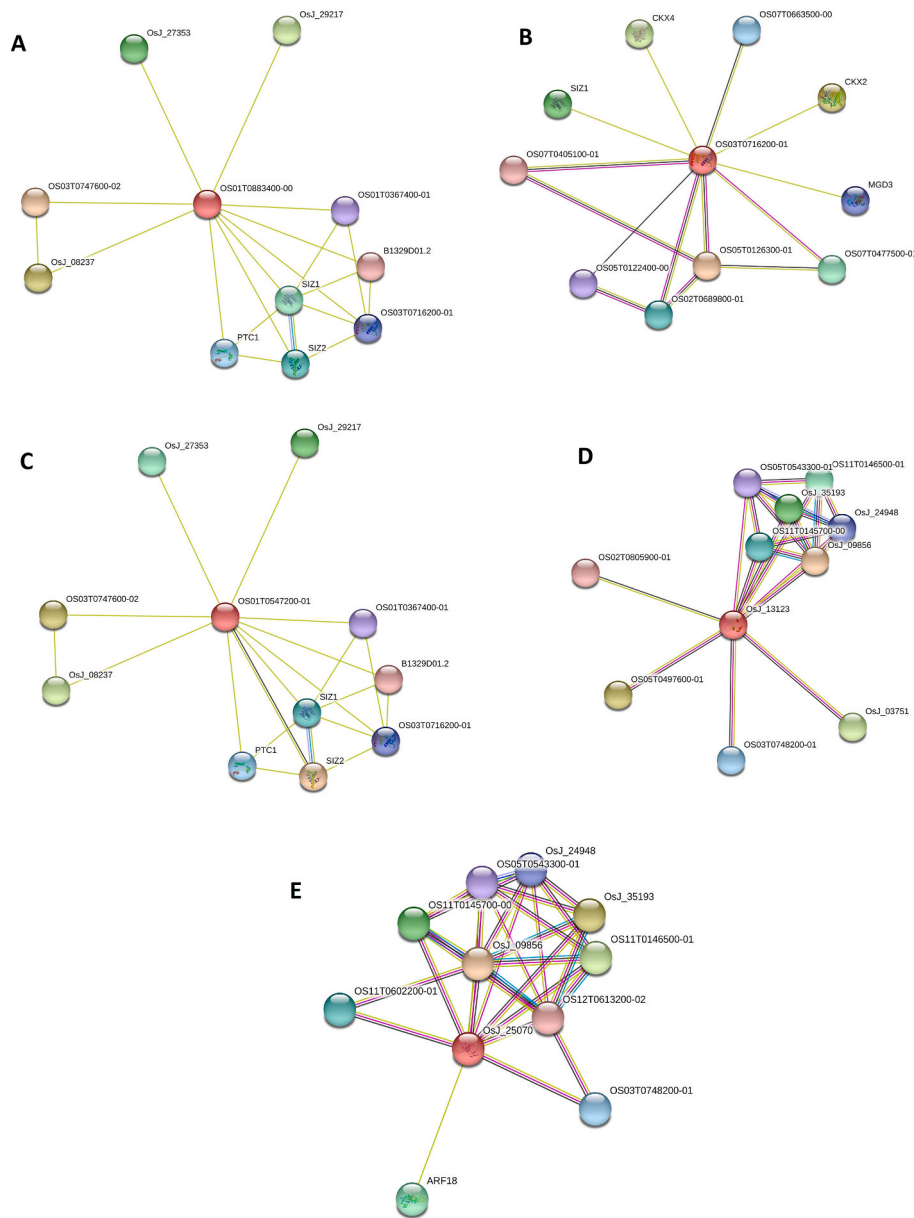 A
OsJ_27353
OsJ_29217
OS03T0747600-02
OS01T0883400-00
OS01T0367400-01
B1329D01.2
OsJ_08237
SIZ1
OS03T0716200-01
PTC1
SIZ2
B
CKX4
OS07T0663500-00
SIZ1
CKX2
OS03T0716200-01
OS07T0405100-01
MGD3
OS05T0126300-01
OS05T0122400-00
OS07T0477500-0
OS02T0689800-01
C
OsJ_27353
OsJ_29217
OS03T0747600-02
OS01T0547200-01
OS01T0367400-01
B1329D01.2
OsJ_08237
SIZ1
OS03T0716200-01
PTC1
SIZ2
D
OS05T0543300-01
OS11T0146500-01
OsJ_35193
OsJ_24948
OS11T0145700-00
OsJ_09856
OS02T0805900-01
OsJ_13123
OS05T0497600-01
OsJ_03751
OS03T0748200-01
E
OsJ_24948
OS05T0543300-01
OsJ_35193
OS11T0145700-00
OsJ_09856
OS11T0146500-01
OS11T0602200-01
OS12T0613200-02
OsJ_25070
OS03T0748200-01
ARF18